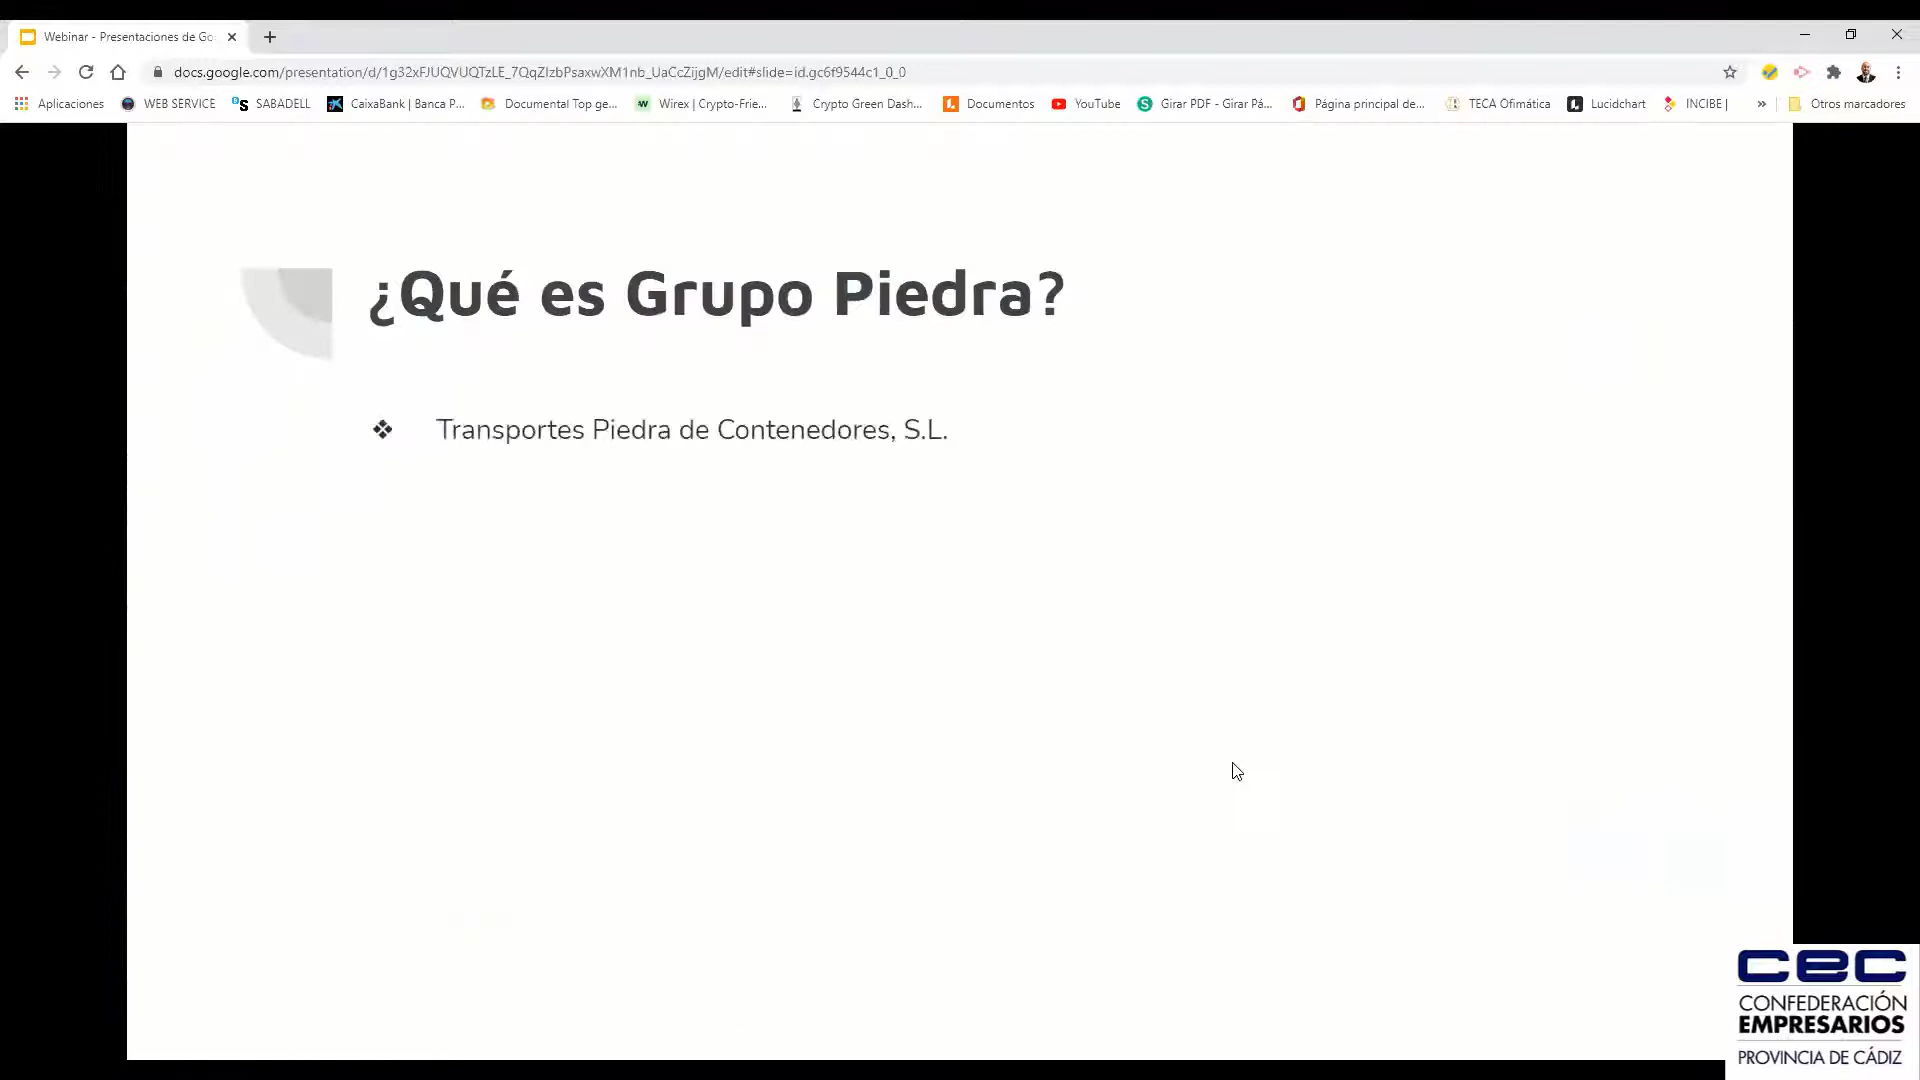 Webinar - Presentaciones de Go
docs.google.com/presentation/d/1g32xFJUQVUQTzLE_7QqZIzbPsaxwXM1nb_UaCcZijgM/edit#slide=id.gc6f9544c1_0_0
Aplicaciones WEB SERVICE SABADELL CaixaBank | Banca P... Documental Top ge... Wirex | Crypto-Frie... Crypto Green Dash... Documentos YouTube Girar PDF - Girar Pá... Página principal de... TECA Ofimática Lucidchart INCIBE | » Otros marcadores
¿Qué es Grupo Piedra?
❖ Transportes Piedra de Contenedores, S.L.
cec
CONFEDERACIÓN
EMPRESARIOS
PROVINCIA DE CÁDIZ